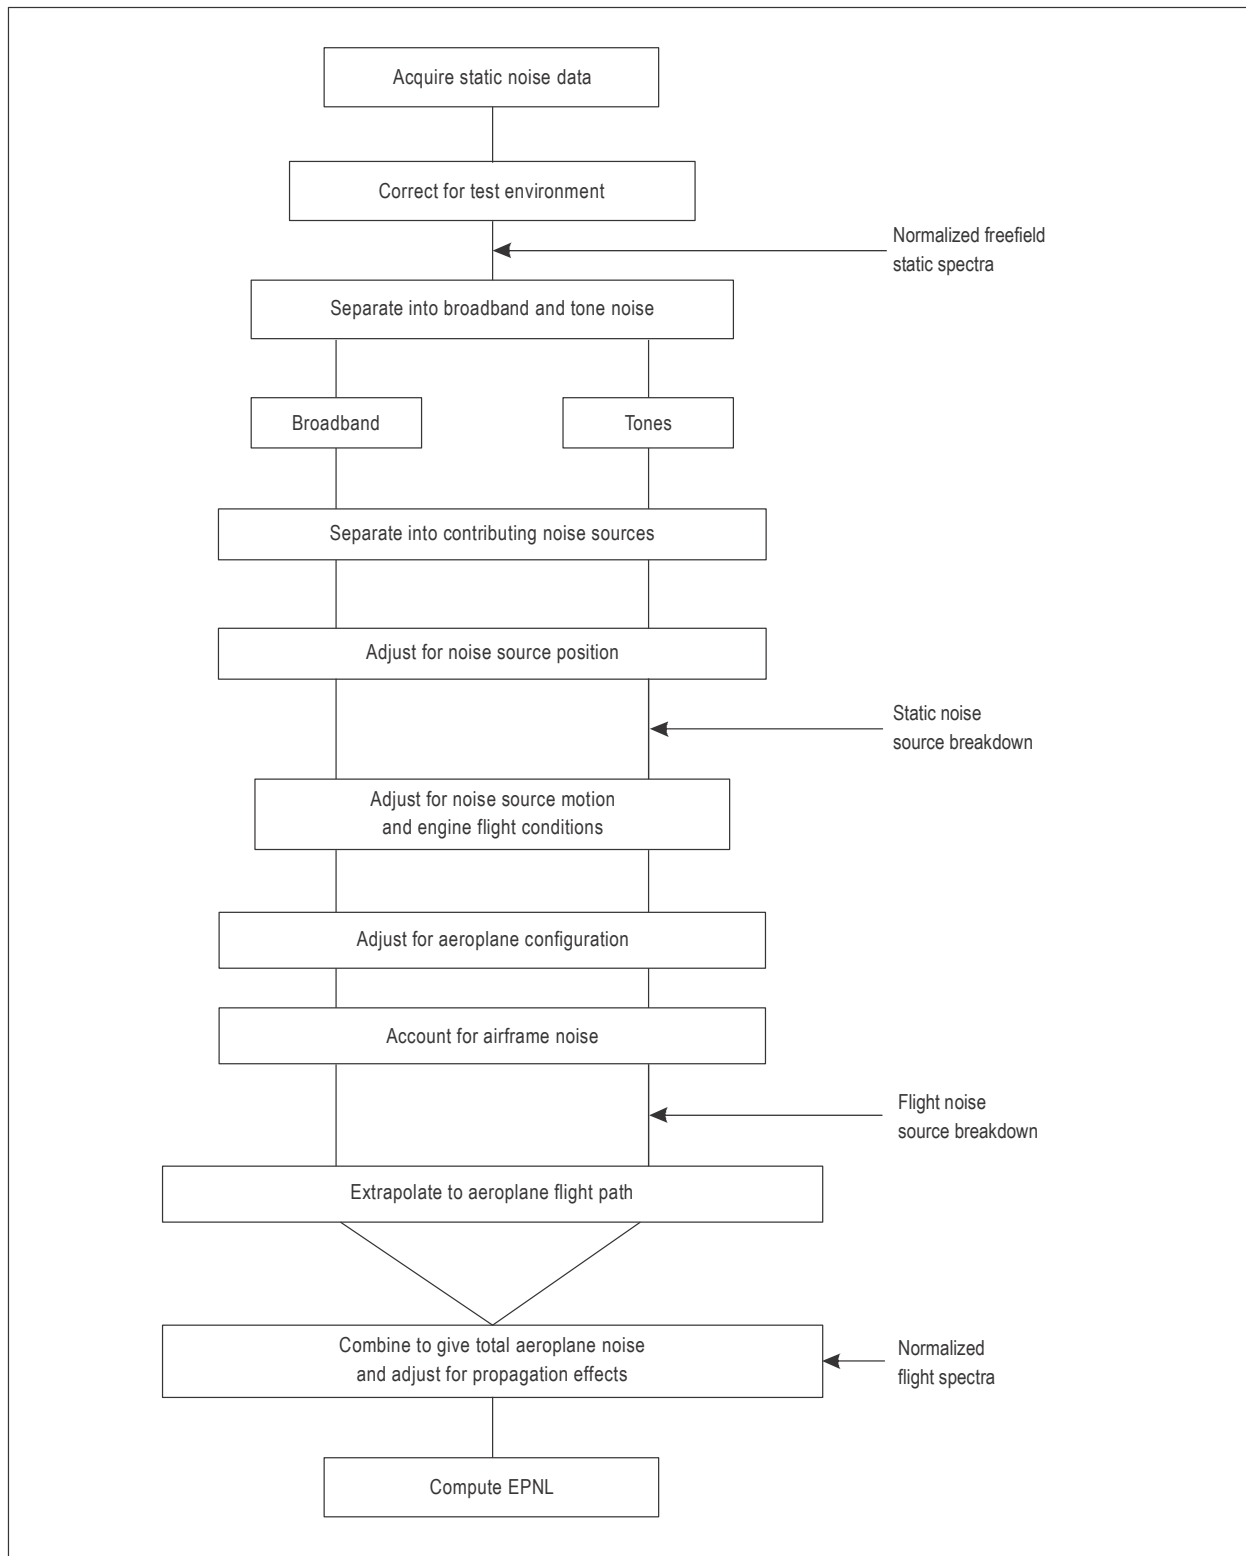 Acquire static noise data
Correct for test environment
Normalized freefield
static spectra
Separate into broadband and tone noise
Broadband
Tones
Separate into contributing noise sources
Adjust for noise source position
Static noise
source breakdown
Adjust for noise source motion
and engine flight conditions
Adjust for aeroplane configuration
Account for airframe noise
Flight noise
source breakdown
Extrapolate to aeroplane flight path
Combine to give total aeroplane noise
and adjust for propagation effects
Normalized
flight spectra
Compute EPNL